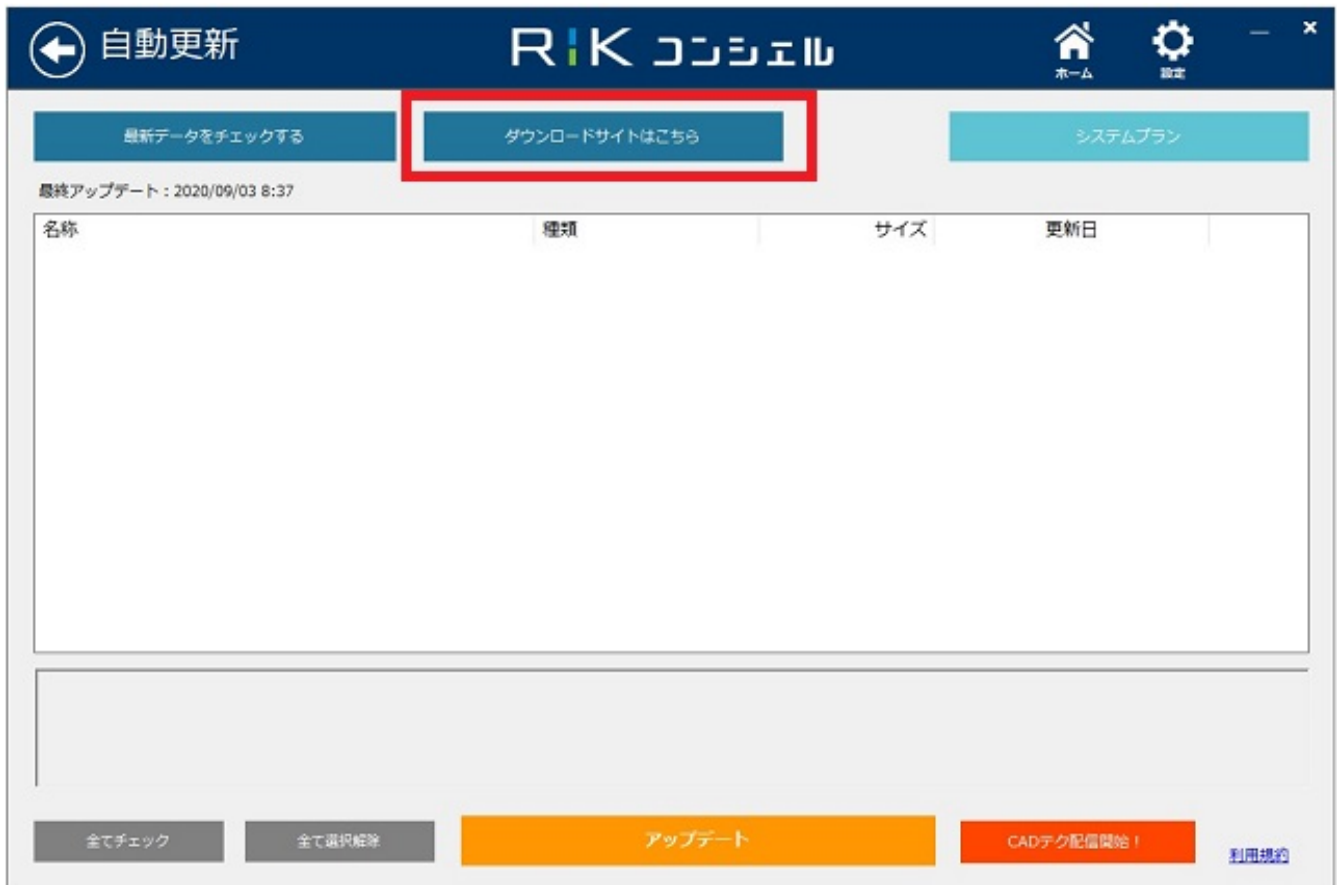 自動更新
RiK コンシェル
ホーム
設定
最新データをチェックする
ダウンロードサイトはこちら
システムプラン
最終アップデート：2020/09/03 8:37
名称 種類 サイズ 更新日
全てチェック
全て選択解除
アップデート
CADテク配信開始！
利用規約